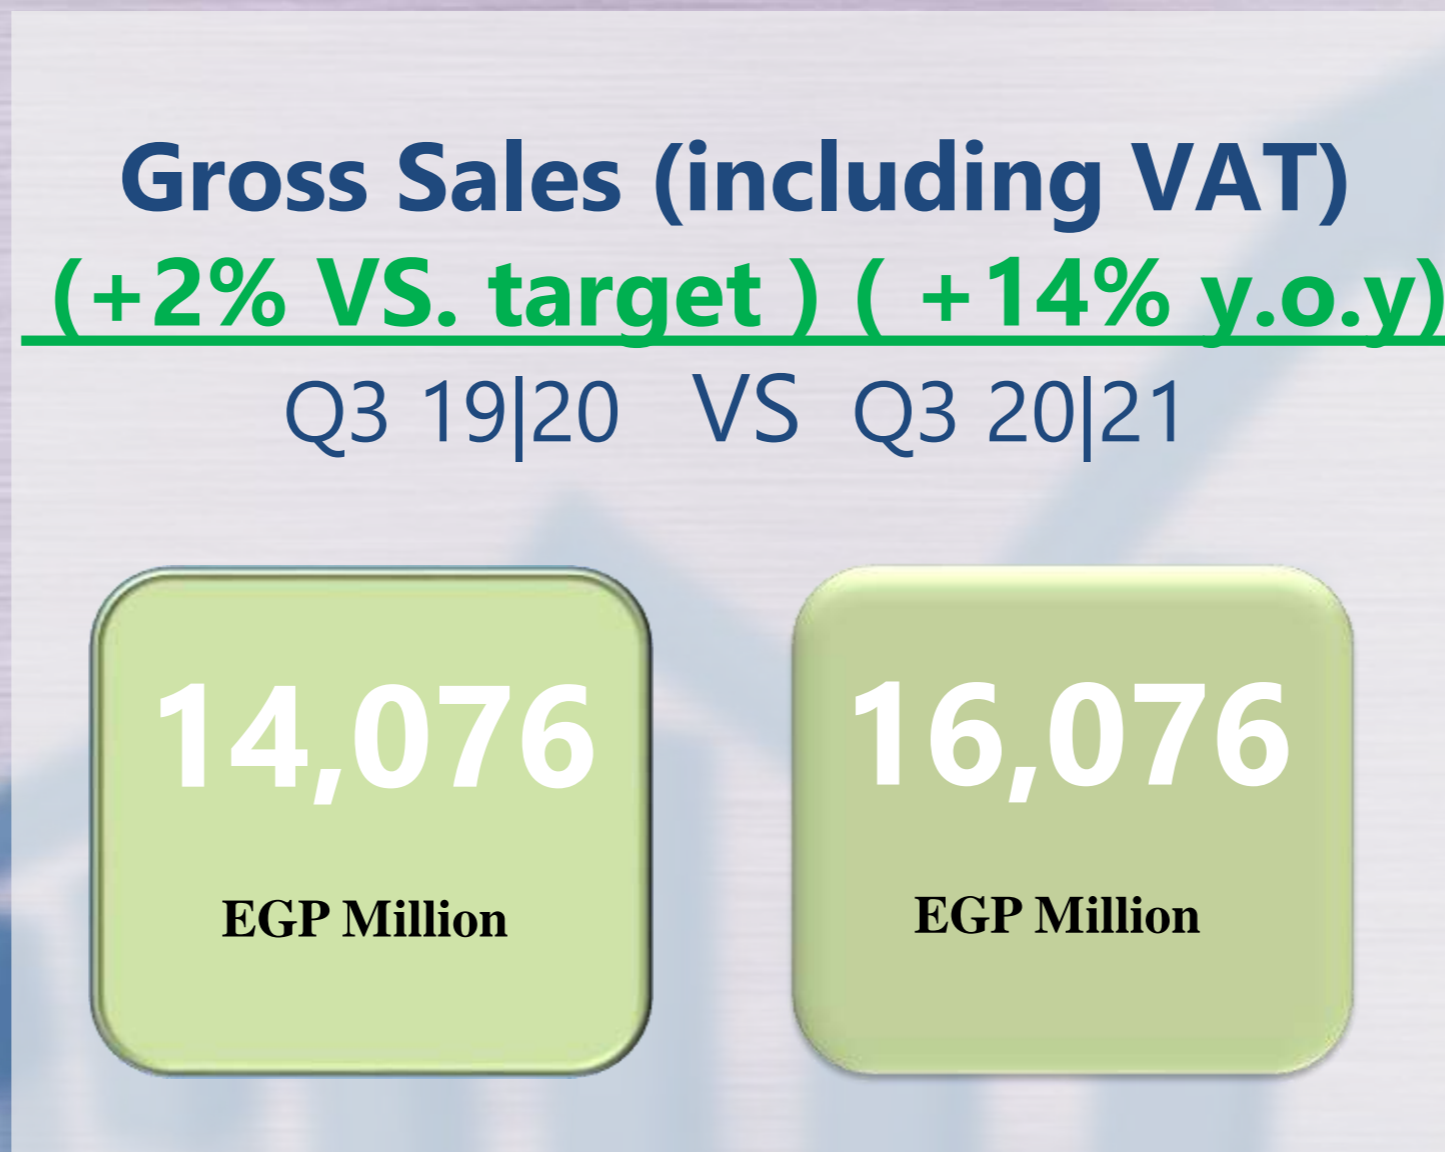 Gross Sales (including VAT)
(+2% VS. target ) ( +14% y.o.y)
Q3 19|20 VS Q3 20|21
14,076
EGP Million
16,076
EGP Million